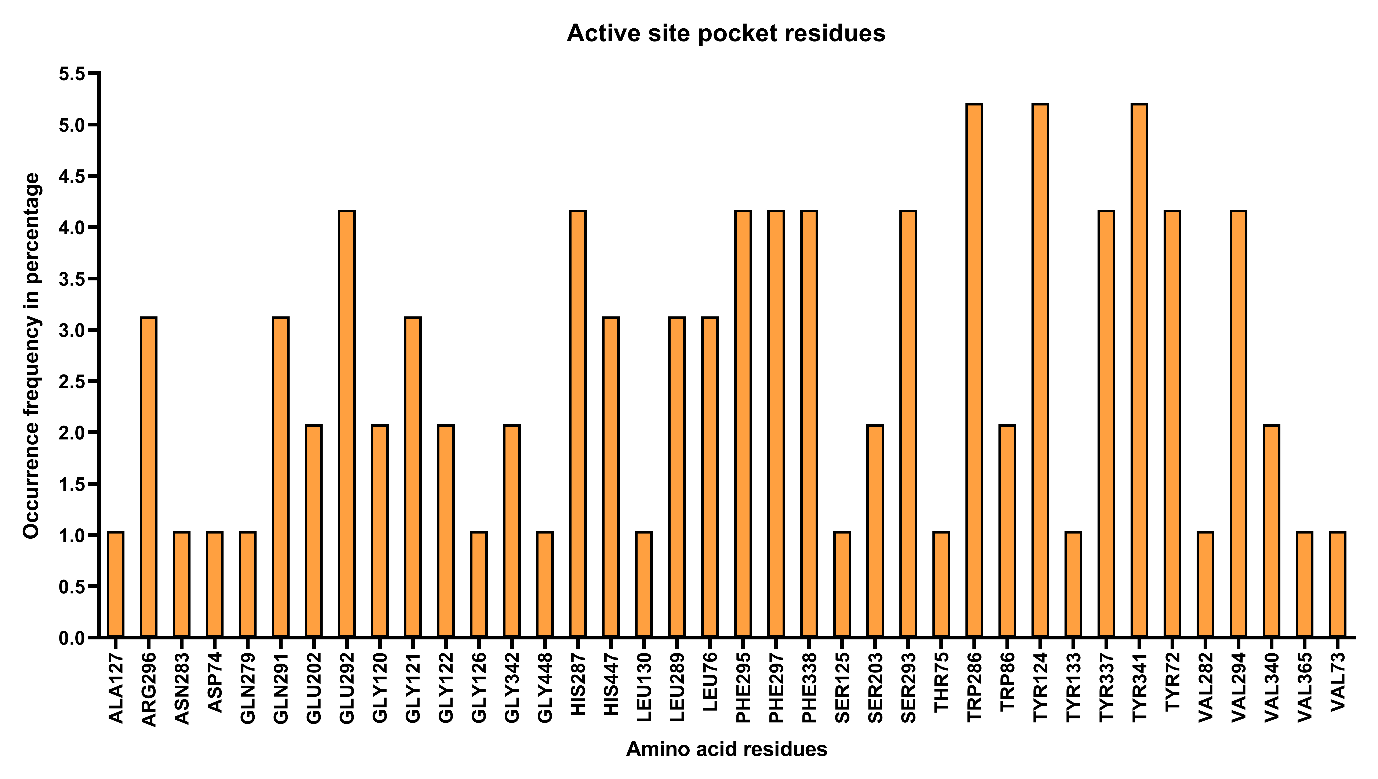 Active site pocket residues
5.5
5.0
4.5
4.0
3.5
3.0
2.5
2.0
1.5
1.0
0.5
0.0
Occurrence frequency in percentage
ALA127
ARG296
ASN283
ASP74
GLN279
GLN291
GLU202
GLU292
GLY120
GLY121
GLY122
GLY126
GLY342
GLY448
HIS287
HIS447
LEU130
LEU289
LEU76
PHE295
PHE297
PHE338
SER125
SER203
SER293
THR75
TRP286
TRP86
TYR124
TYR133
TYR337
TYR341
TYR72
VAL282
VAL294
VAL340
VAL365
VAL73
Amino acid residues